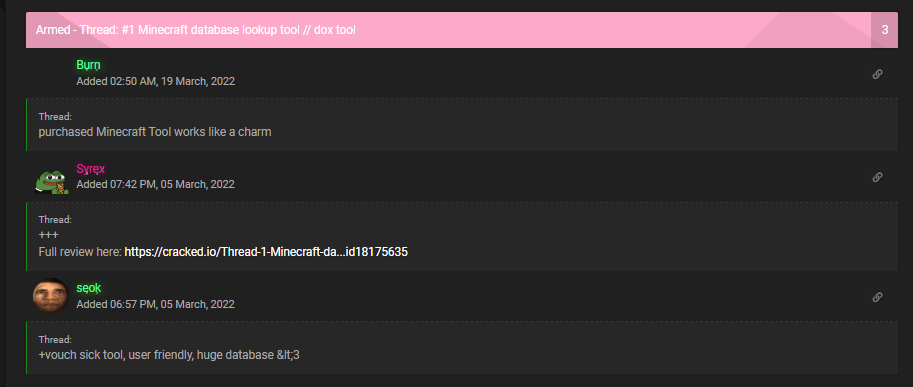 Armed - Thread: #1 Minecraft database lookup tool // dox tool
3
Bụrṇ
Added 02:50 AM, 19 March, 2022
Thread:
purchased Minecraft Tool works like a charm
Sỵrẹx
Added 07:42 PM, 05 March, 2022
Thread:
+++
Full review here: https://cracked.io/Thread-1-Minecraft-da...id18175635
sẹoḳ
Added 06:57 PM, 05 March, 2022
Thread:
+vouch sick tool, user friendly, huge database &lt;3